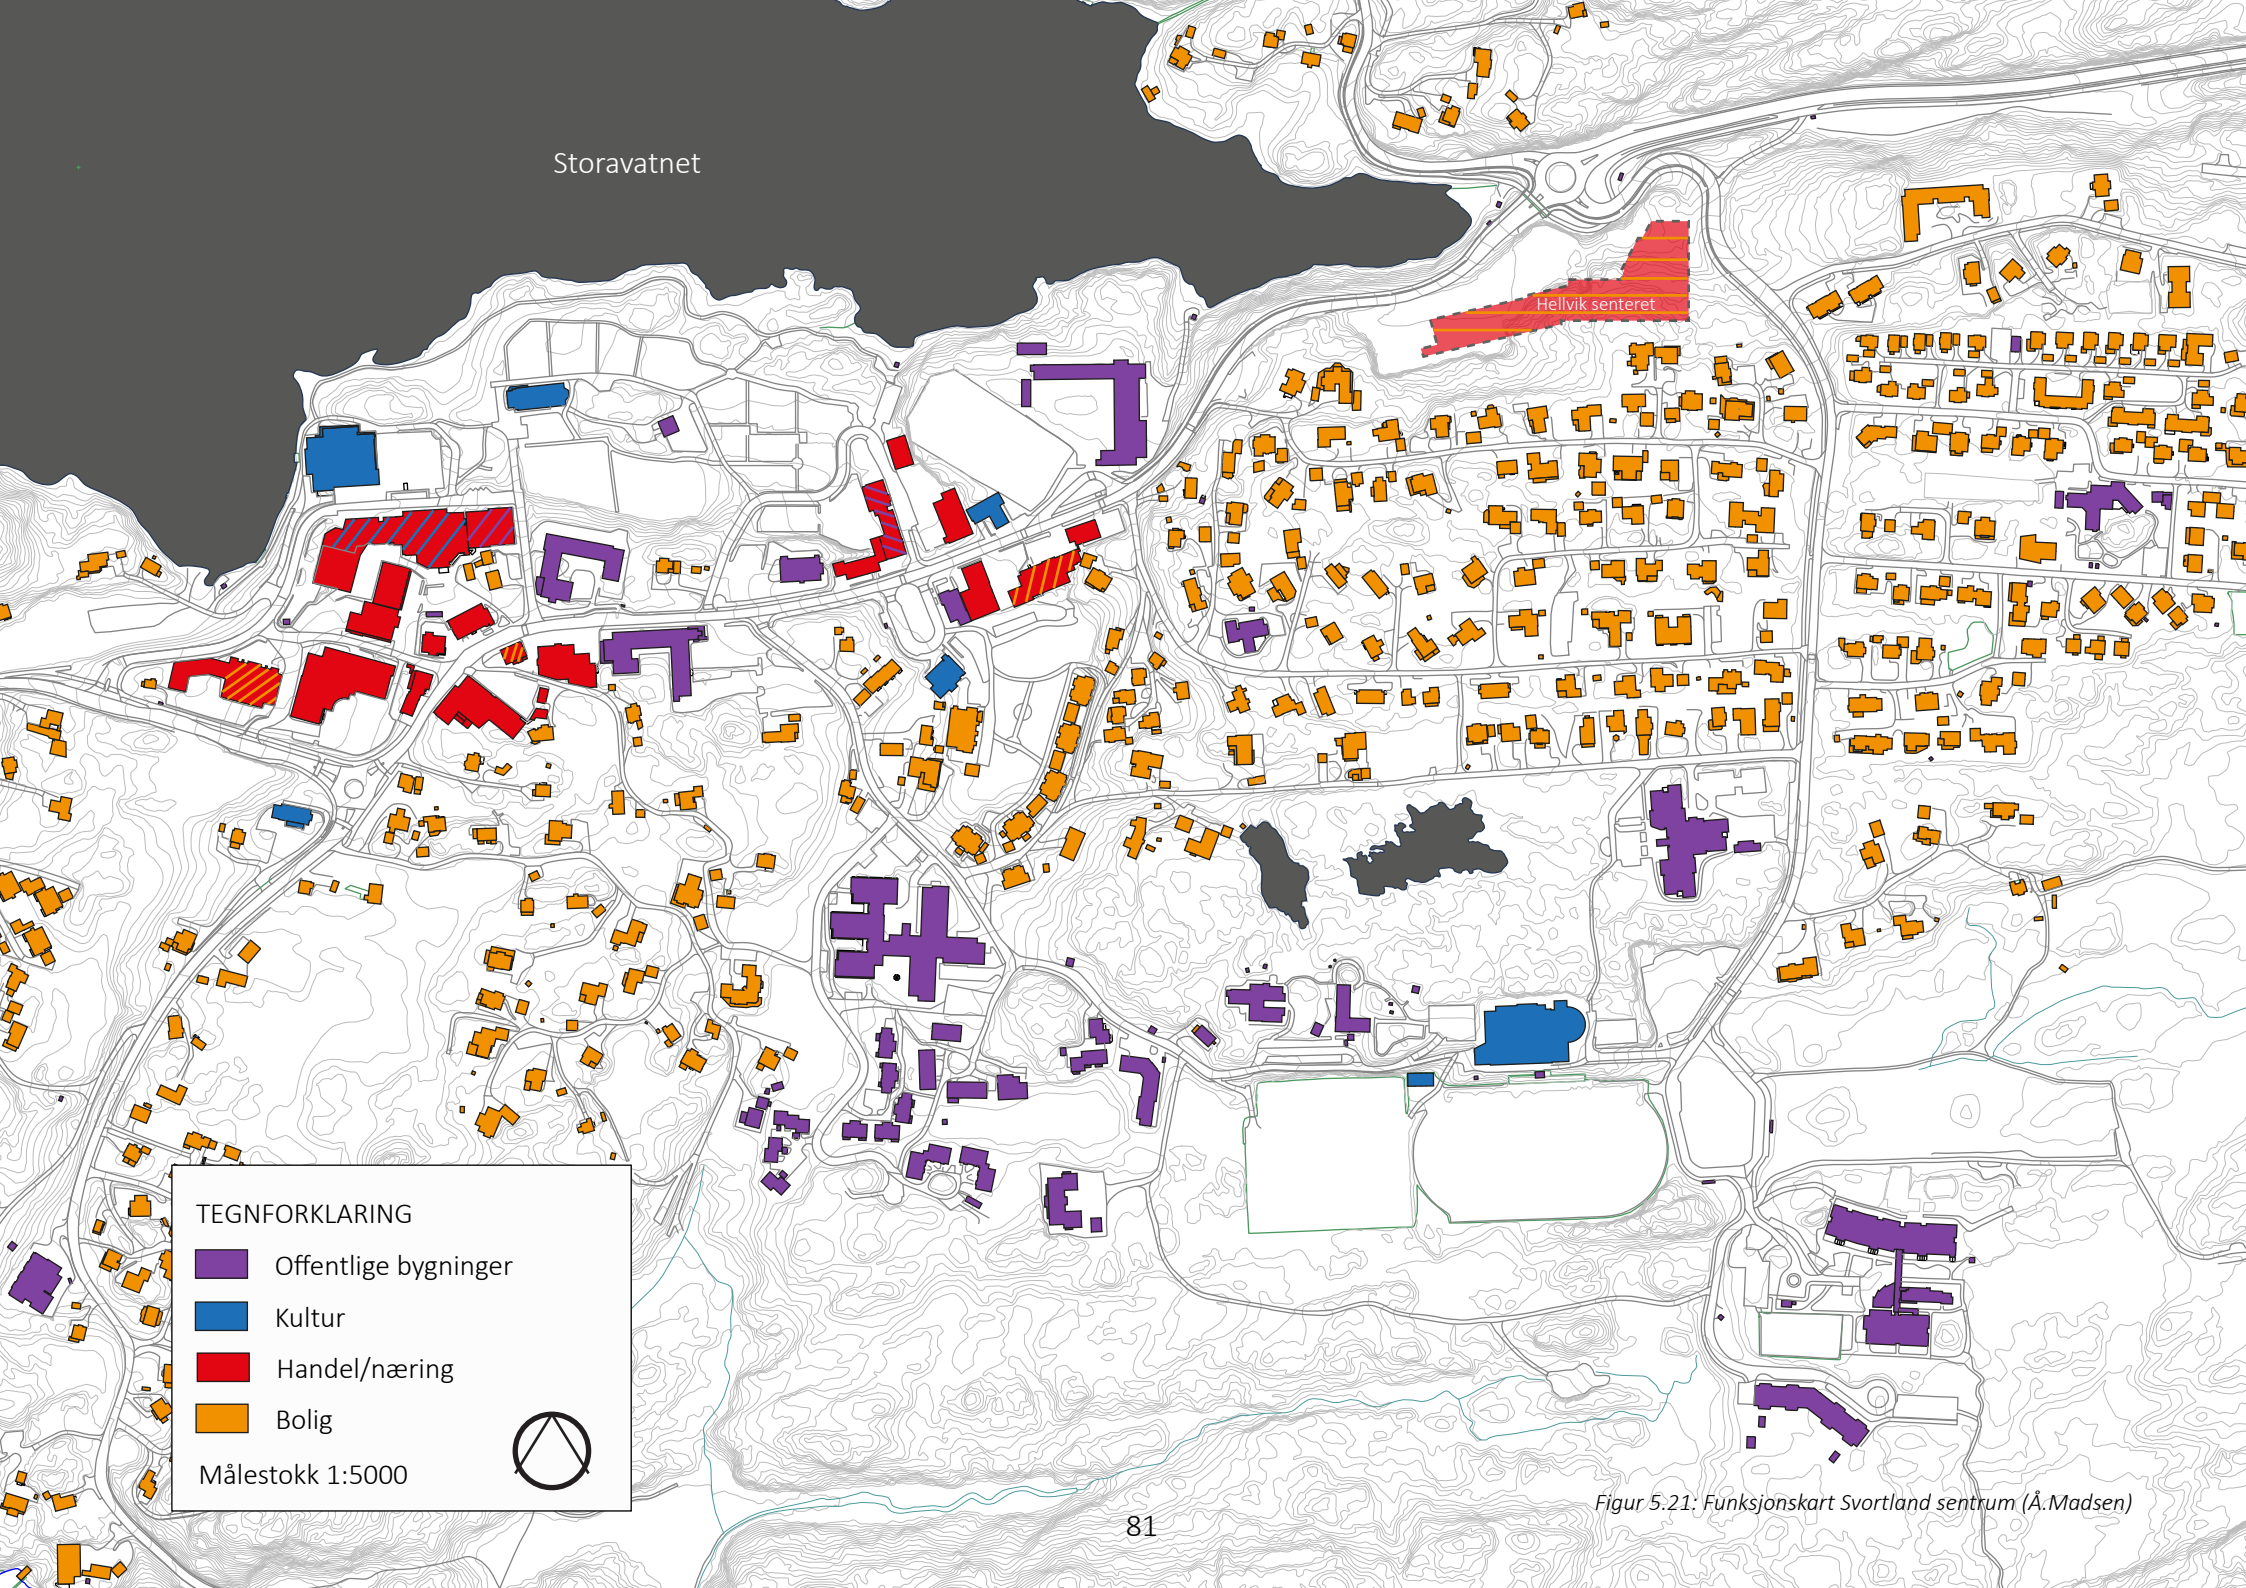 Storavatnet
Hellvik senteret
TEGNFORKLARING
Offentlige bygninger
Kultur
Handel/næring
Bolig
Målestokk 1:5000
Figur 5.21: Funksjonskart Svortland sentrum (Å.Madsen)
81